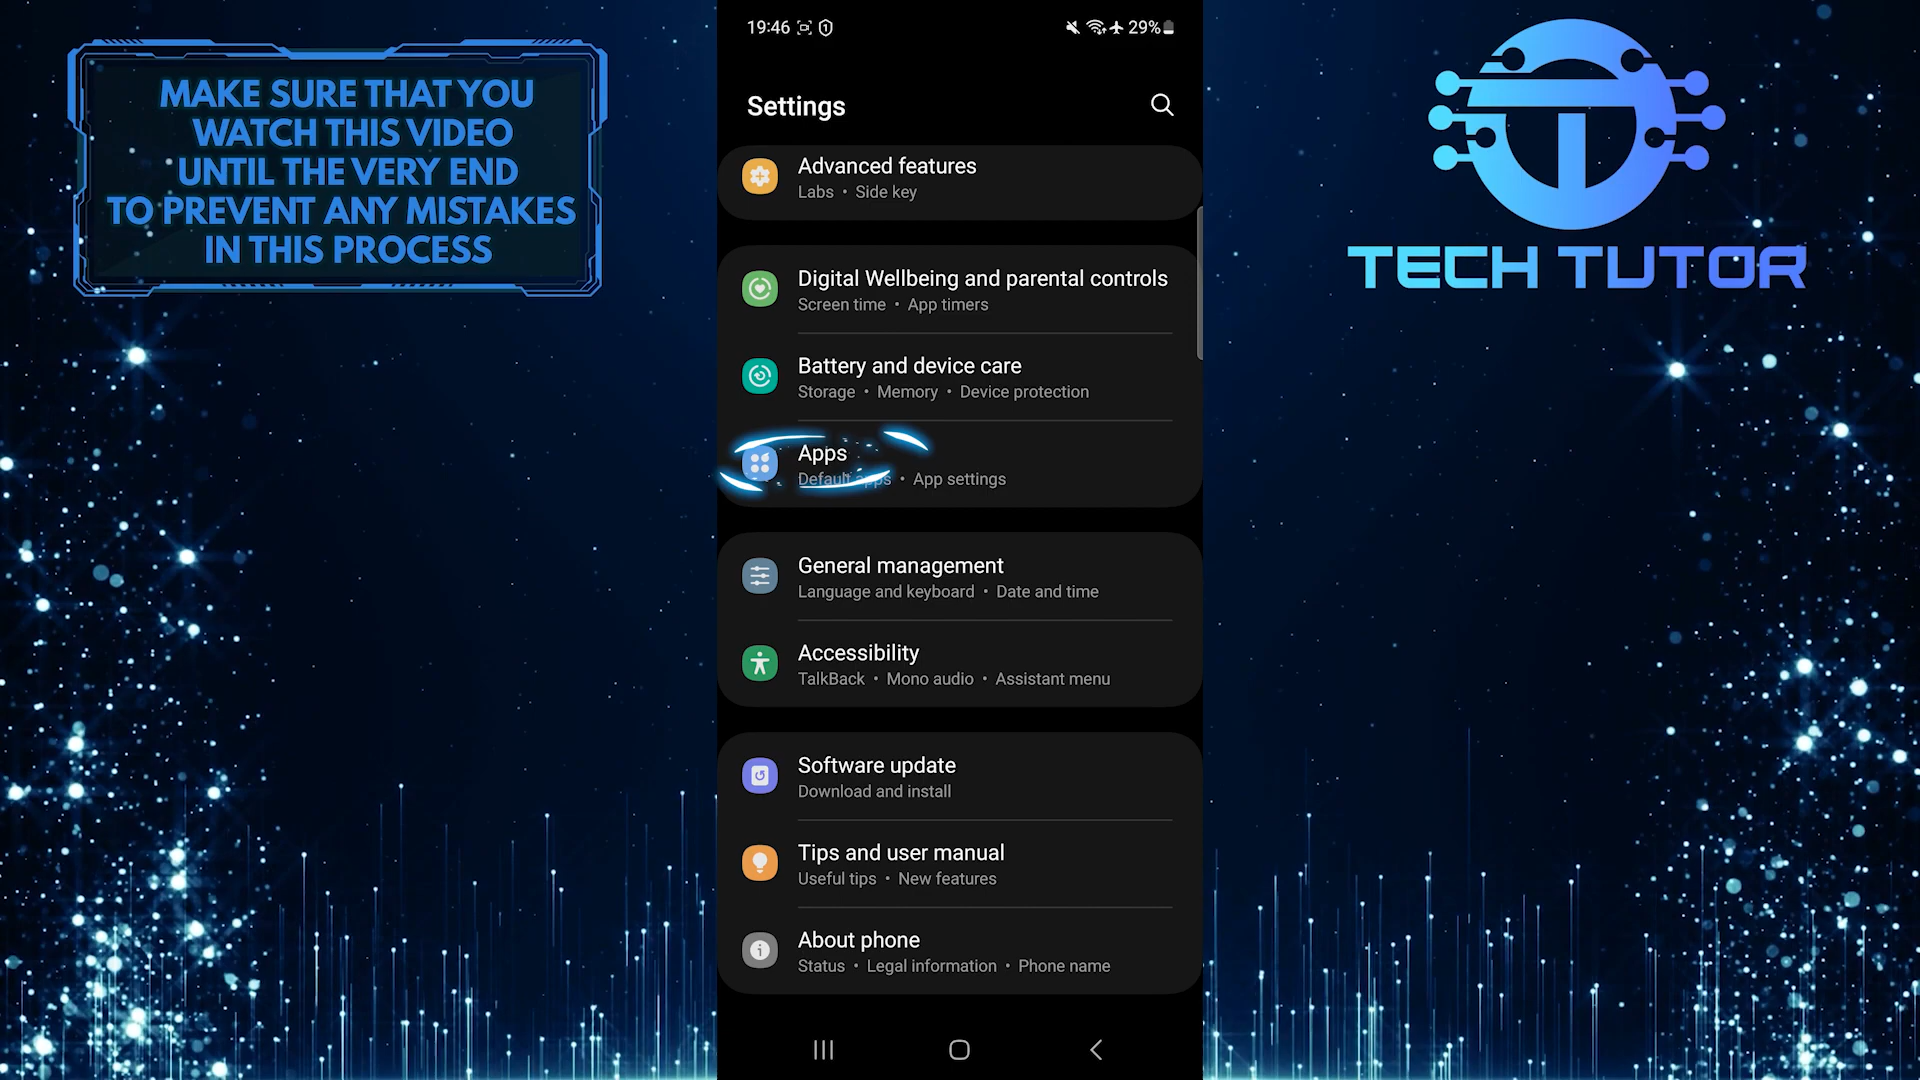 MAKE SURE THAT YOU
WATCH THIS VIDEO
UNTIL THE VERY END
TO PREVENT ANY MISTAKES
IN THIS PROCESS
19:46
29%
Settings
Advanced features
Labs • Side key
Digital Wellbeing and parental controls
Screen time • App timers
Battery and device care
Storage • Memory • Device protection
Apps
Default apps • App settings
General management
Language and keyboard • Date and time
Accessibility
TalkBack • Mono audio • Assistant menu
Software update
Download and install
Tips and user manual
Useful tips • New features
About phone
Status • Legal information • Phone name
TECH TUTOR